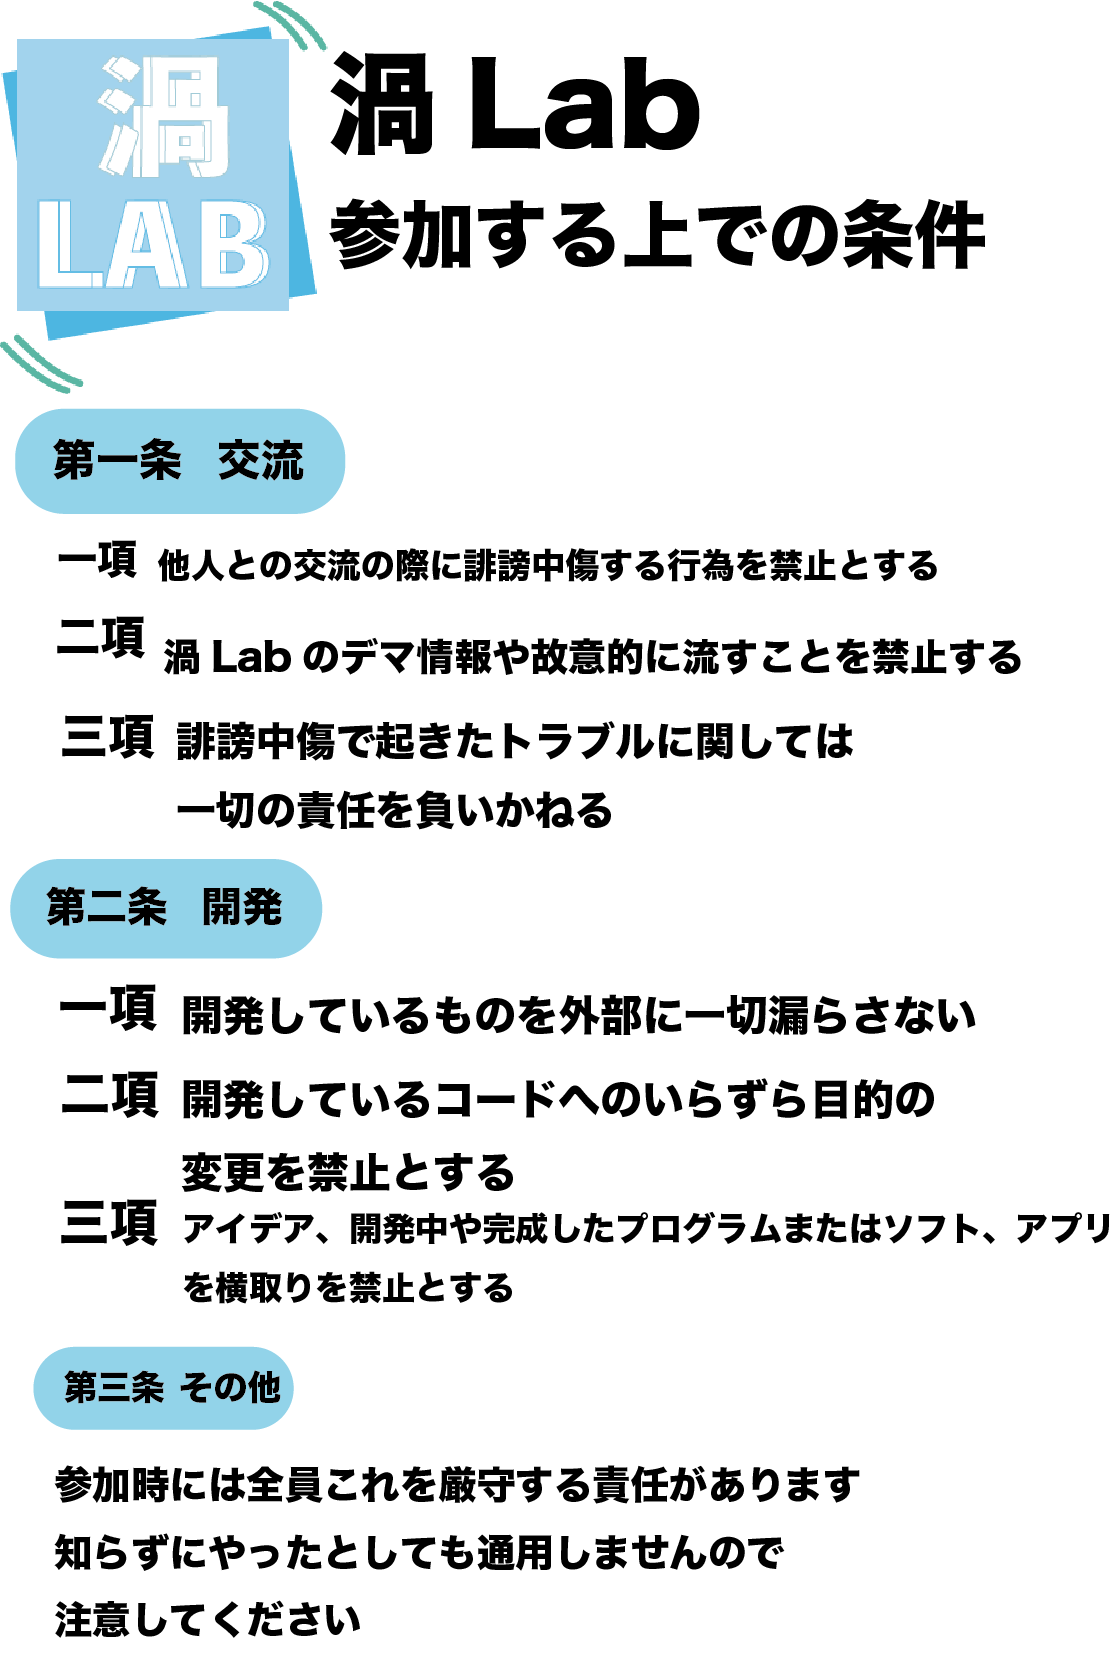 渦
LAB
渦 Lab
参加する上での条件
第一条 交流
一項 他人との交流の際に誹謗中傷する行為を禁止とする
二項 渦 Lab のデマ情報や故意的に流すことを禁止する
三項 誹謗中傷で起きたトラブルに関しては
一切の責任を負いかねる
第二条 開発
一項 開発しているものを外部に一切漏らさない
二項 開発しているコードへのいらずら目的の
変更を禁止とする
三項 アイデア、開発中や完成したプログラムまたはソフト、アプリ
を横取りを禁止とする
第三条 その他
参加時には全員これを厳守する責任があります
知らずにやったとしても通用しませんので
注意してください